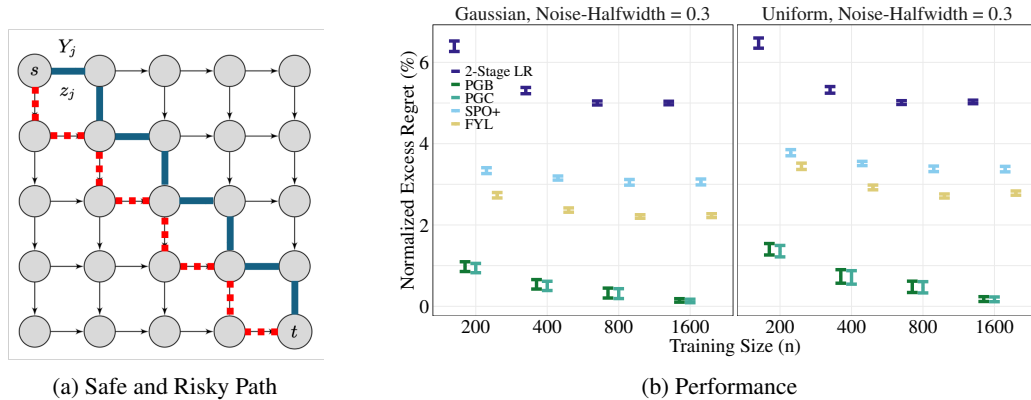 Y_j
s
z_j
t
(a) Safe and Risky Path
Gaussian, Noise-Halfwidth = 0.3
Uniform, Noise-Halfwidth = 0.3
Normalized Excess Regret (%)
6
4
2
0
2-Stage LR
PGB
PGC
SPO+
FYL
200 400 800 1600
200 400 800 1600
Training Size (n)
(b) Performance